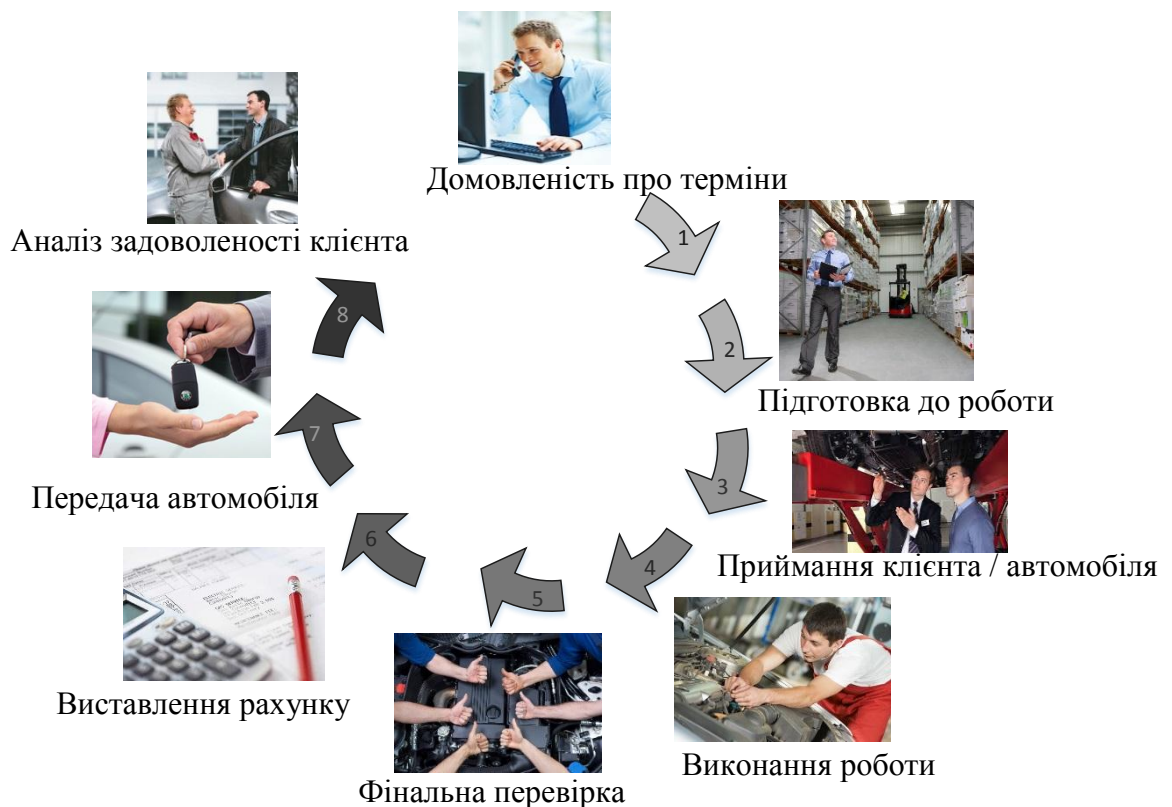 Домовленість про терміни
1
2
Підготовка до роботи
3
Приймання клієнта / автомобіля
4
Виконання роботи
5
Фінальна перевірка
6
Виставлення рахунку
7
Передача автомобіля
8
Аналіз задоволеності клієнта